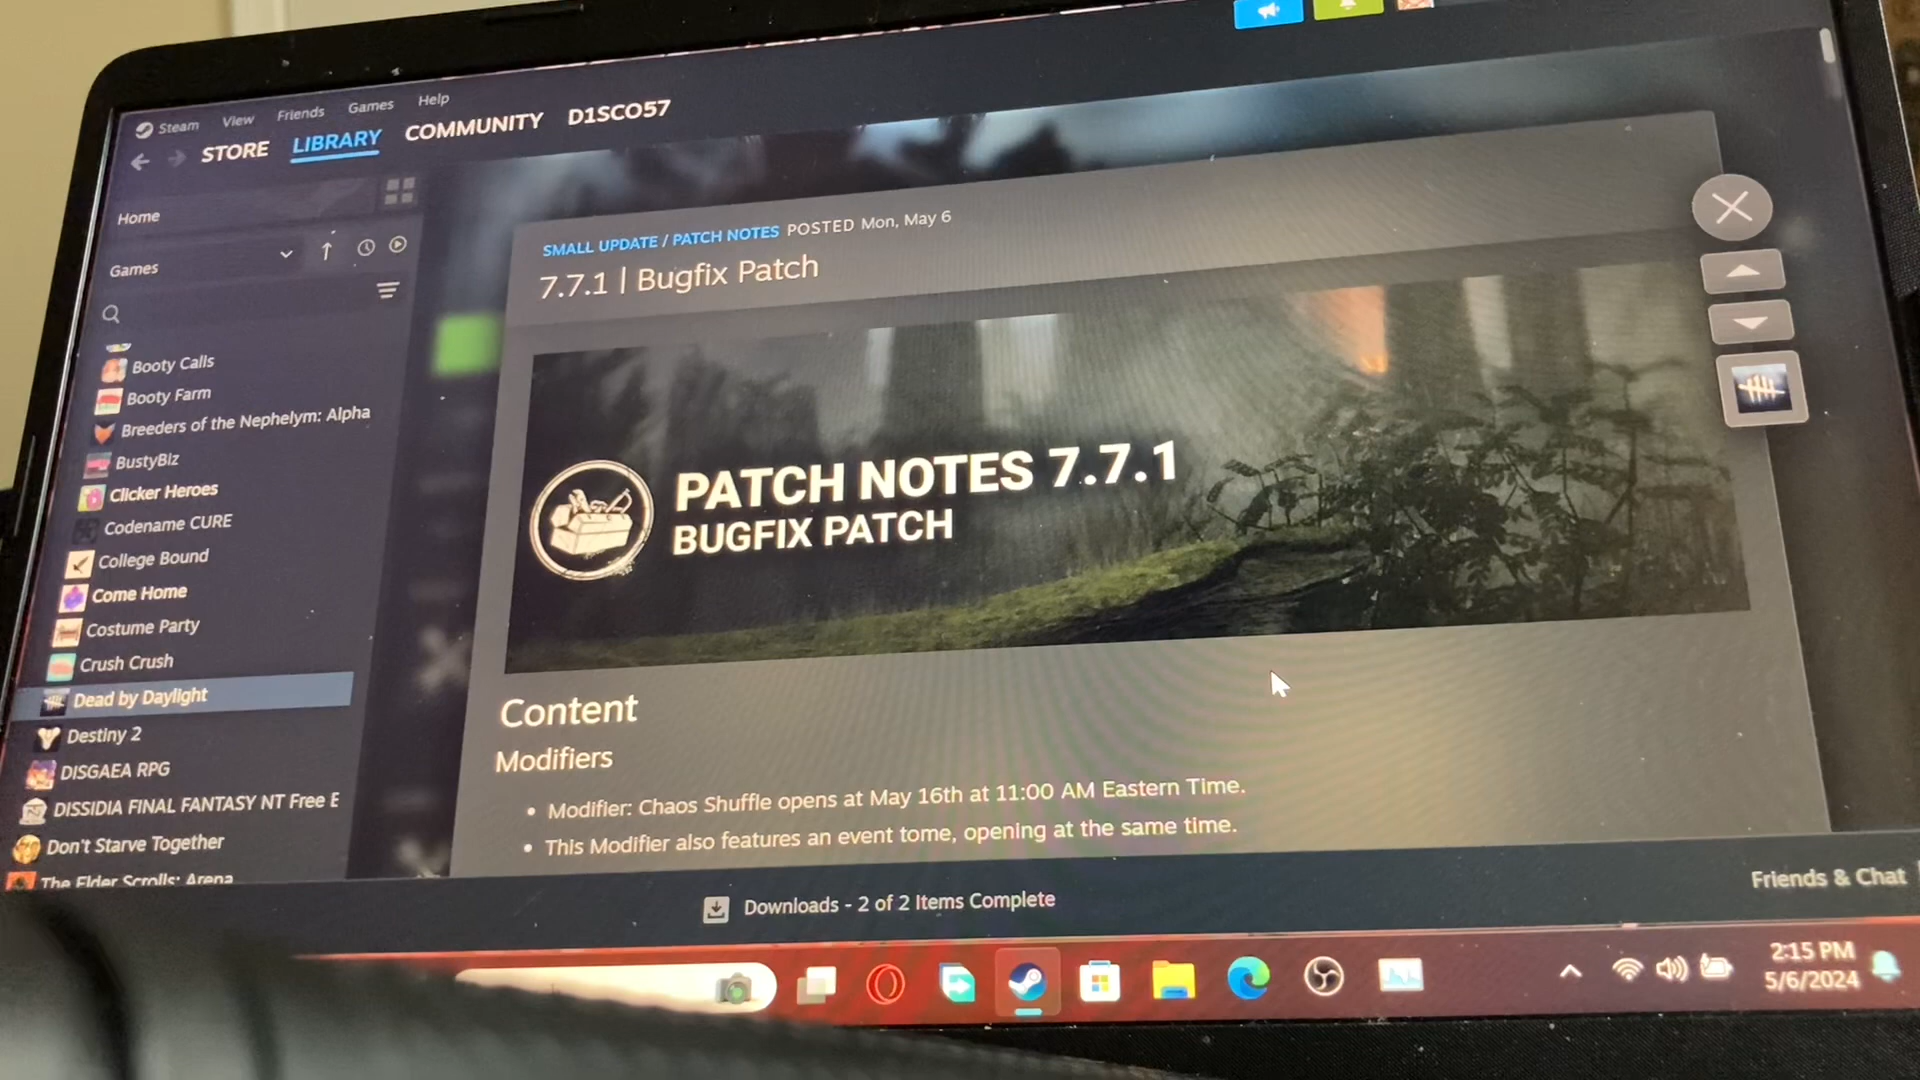 Steam View Friends Games Help
STORE LIBRARY COMMUNITY D1SCO57
Home
Games
Booty Calls
Booty Farm
Breeders of the Nephelym: Alpha
BustyBiz
Clicker Heroes
Codename CURE
College Bound
Come Home
Costume Party
Crush Crush
Dead by Daylight
Destiny 2
DISGAEA RPG
DISSIDIA FINAL FANTASY NT Free E
Don't Starve Together
The Elder Scrolls: Arena
SMALL UPDATE / PATCH NOTES POSTED Mon, May 6
7.7.1 | Bugfix Patch
PATCH NOTES 7.7.1
BUGFIX PATCH
Content
Modifiers
• Modifier: Chaos Shuffle opens at May 16th at 11:00 AM Eastern Time.
• This Modifier also features an event tome, opening at the same time.
Downloads - 2 of 2 Items Complete
Friends & Chat
2:15 PM
5/6/2024